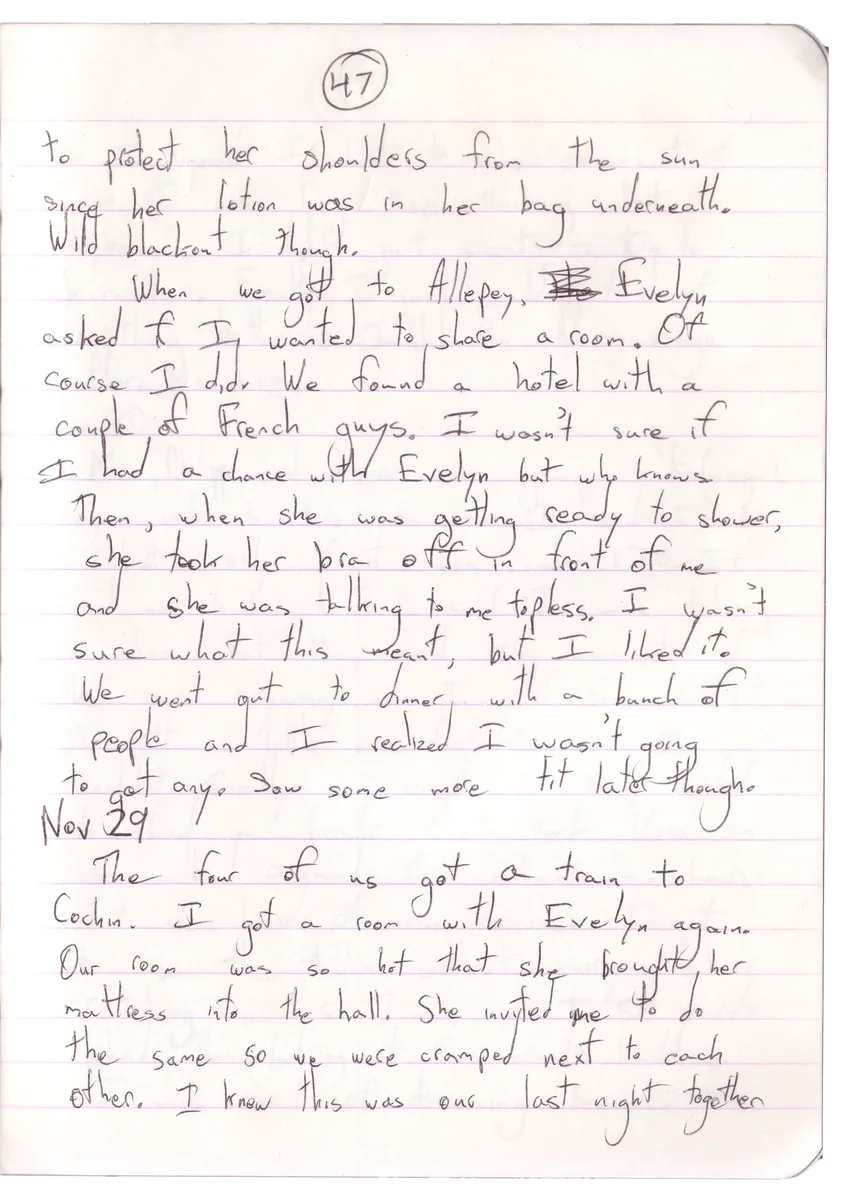 47
to protect her shoulders from the sun
since her lotion was in her bag underneath.
Wild blackout though.
When we got to Allepey, Evelyn
asked if I wanted to share a room. Of
course I did. We found a hotel with a
couple of French guys. I wasn't sure if
I had a chance with Evelyn but who knows
Then, when she was getting ready to shower,
she took her bra off in front of me
and she was talking to me topless. I wasn't
sure what this meant, but I liked it.
We went out to dinner with a bunch of
people and I realized I wasn't going
to get any. Saw some more tit later though.
Nov 29
The four of us got a train to
Cochin. I got a room with Evelyn again.
Our room was so hot that she brought her
mattress into the hall. She invited me to do
the same so we were cramped next to each
other. I knew this was our last night together